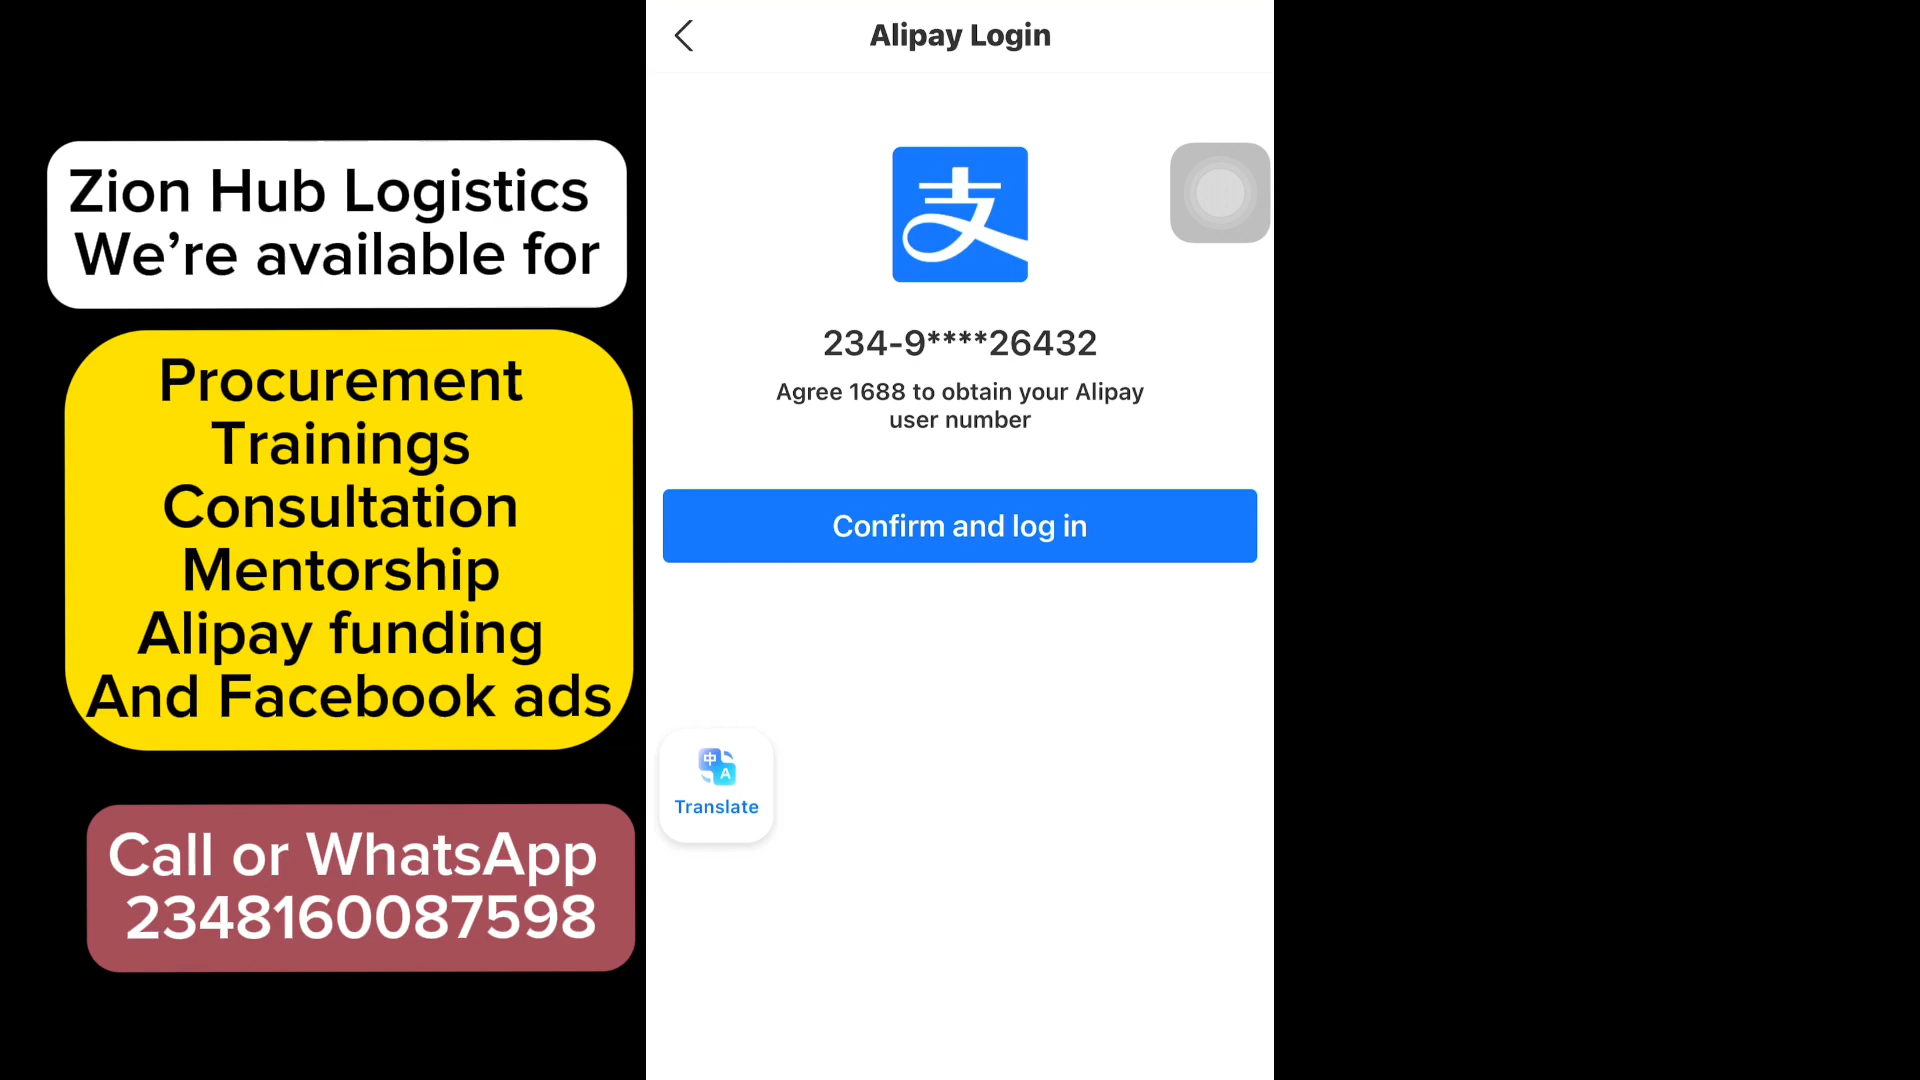 Zion Hub Logistics
We’re available for
Procurement
Trainings
Consultation
Mentorship
Alipay funding
And Facebook ads
Call or WhatsApp
2348160087598
Alipay Login
支
234-9****26432
Agree 1688 to obtain your Alipay
user number
Confirm and log in
中
A
Translate